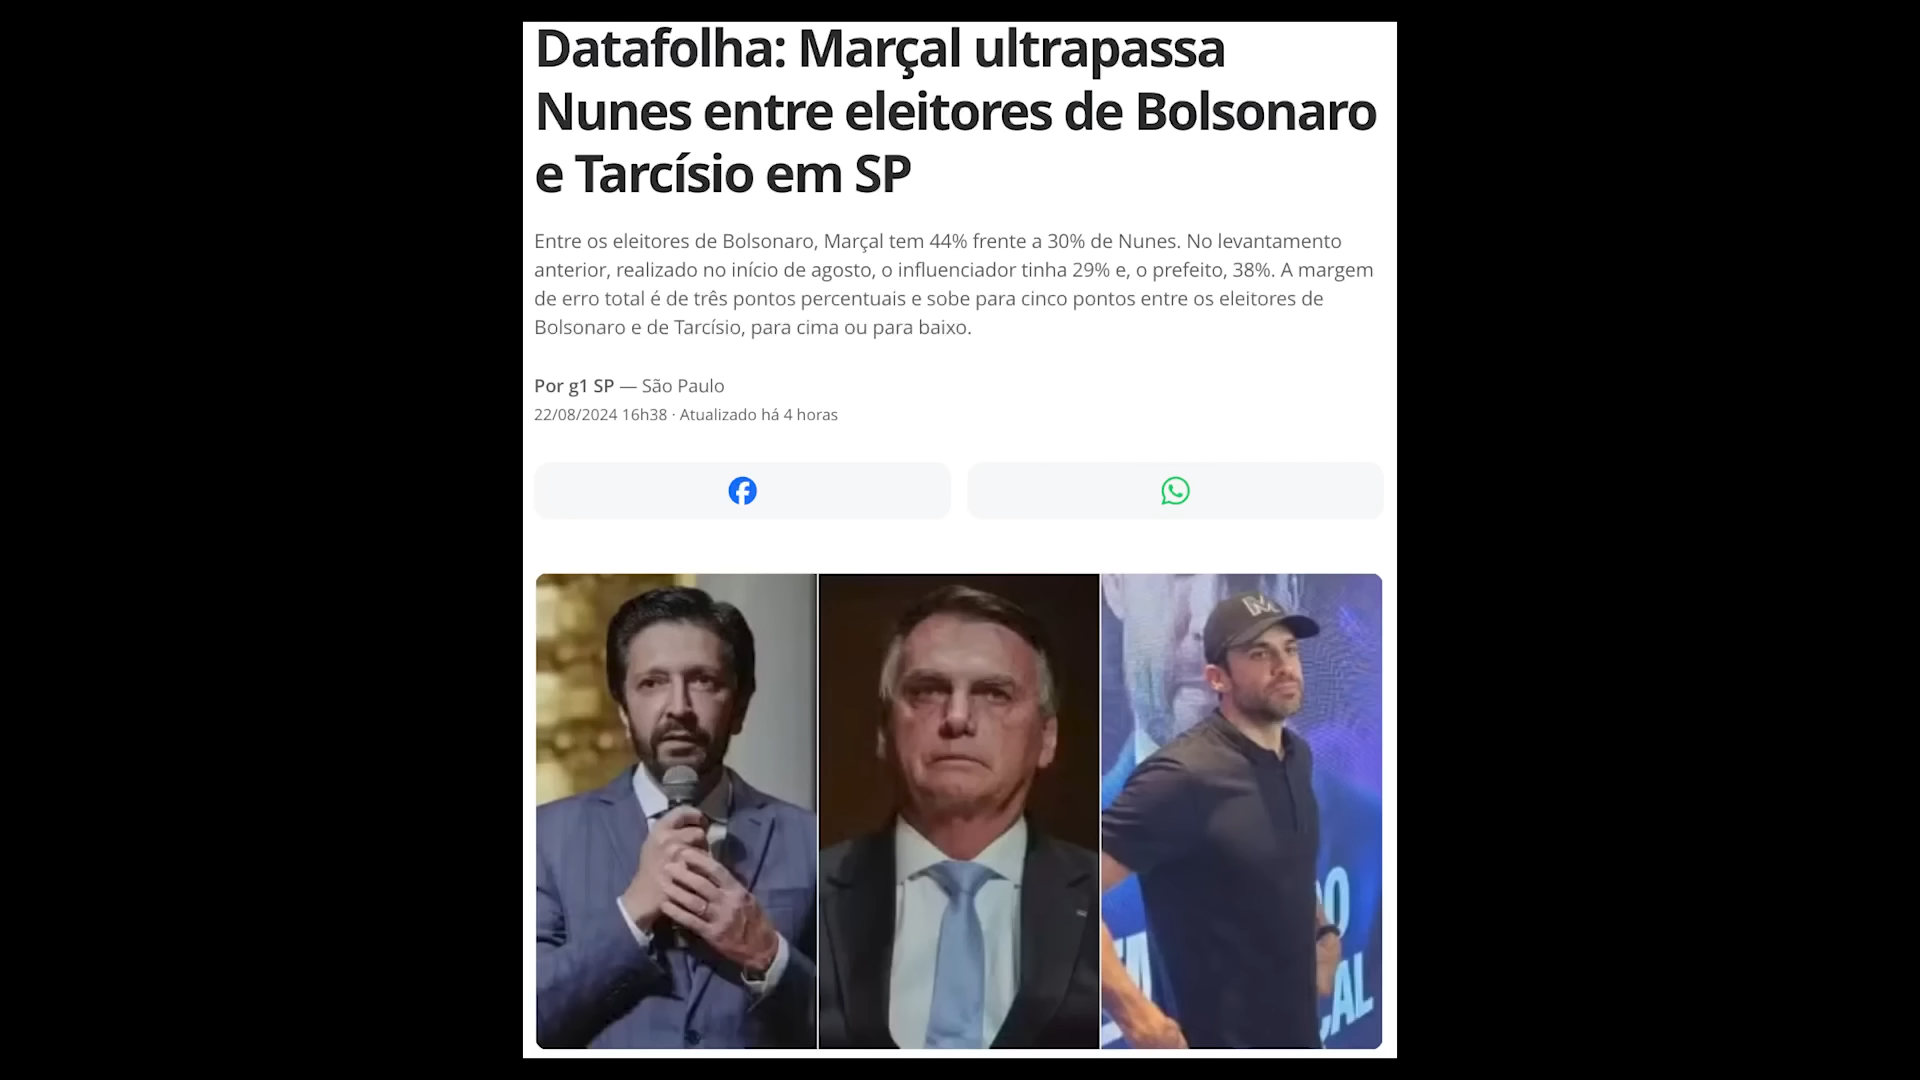 Datafolha: Marçal ultrapassa
Nunes entre eleitores de Bolsonaro
e Tarcísio em SP
Entre os eleitores de Bolsonaro, Marçal tem 44% frente a 30% de Nunes. No levantamento
anterior, realizado no início de agosto, o influenciador tinha 29% e, o prefeito, 38%. A margem
de erro total é de três pontos percentuais e sobe para cinco pontos entre os eleitores de
Bolsonaro e de Tarcísio, para cima ou para baixo.
Por g1 SP — São Paulo
22/08/2024 16h38 · Atualizado há 4 horas
M